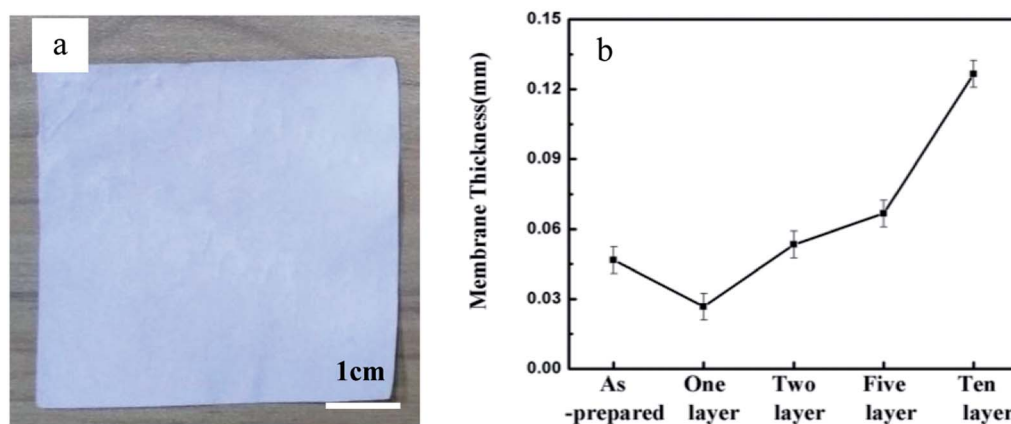 a
1cm
b
Membrane Thickness(mm)
0.15
0.12
0.09
0.06
0.03
0.00
As
-prepared
One
layer
Two
layer
Five
layer
Ten
layer